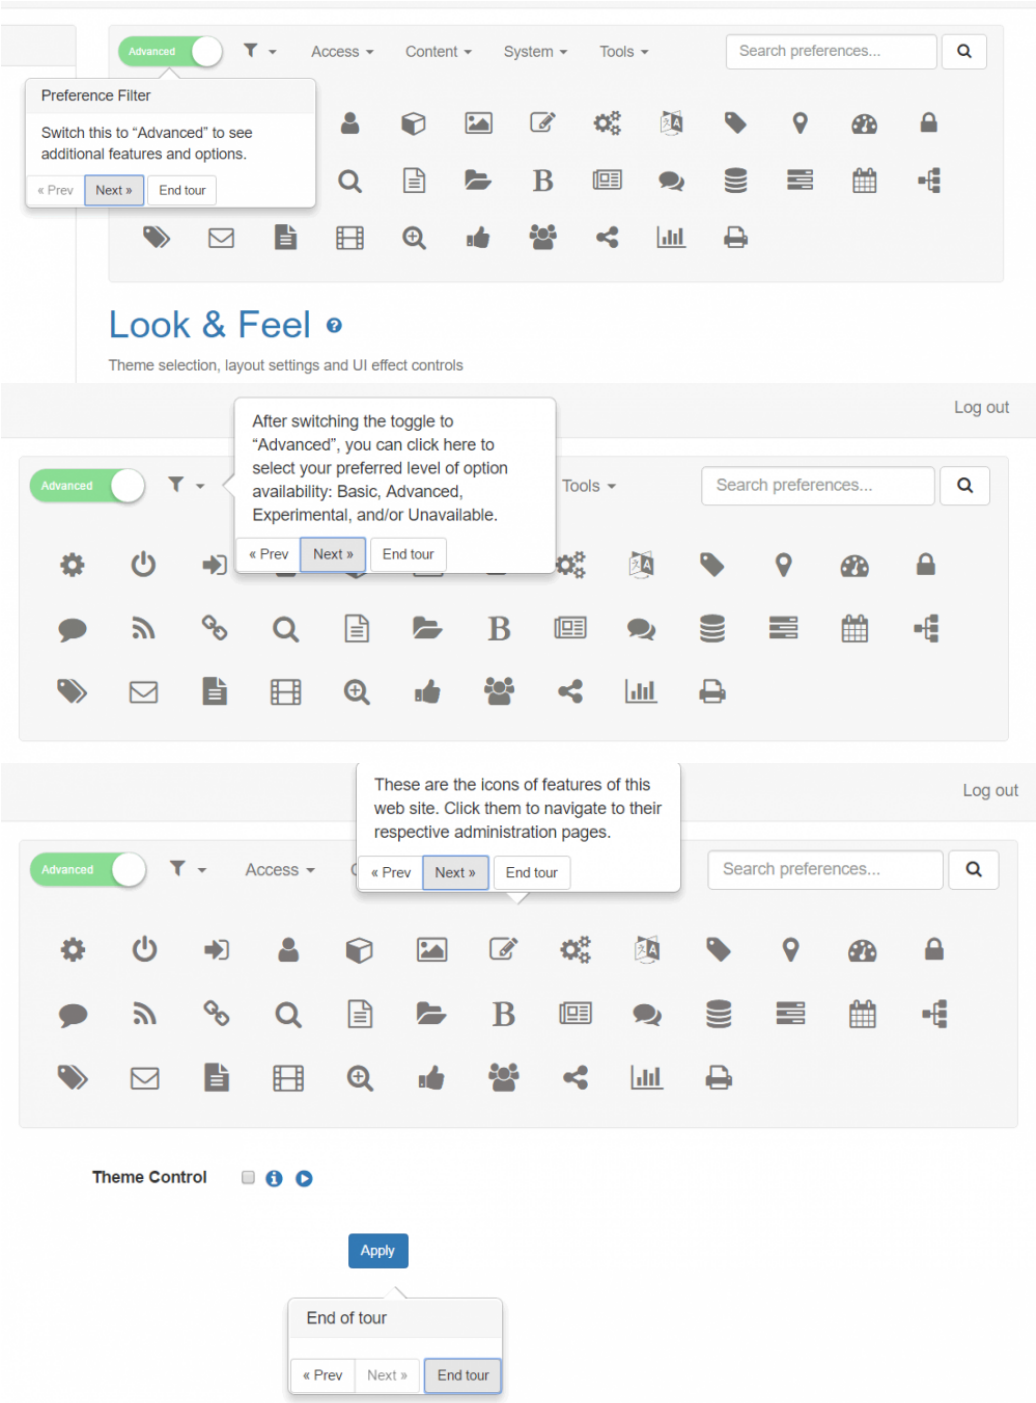 Advanced
Access
Content
System
Tools
Search preferences...
Preference Filter
Switch this to “Advanced” to see
additional features and options.
« Prev
Next »
End tour
B
Look & Feel
Theme selection, layout settings and UI effect controls
Log out
After switching the toggle to
“Advanced”, you can click here to
select your preferred level of option
availability: Basic, Advanced,
Experimental, and/or Unavailable.
« Prev
Next »
End tour
Advanced
Tools
Search preferences...
B
Log out
These are the icons of features of this
web site. Click them to navigate to their
respective administration pages.
« Prev
Next »
End tour
Advanced
Access
Search preferences...
B
Theme Control
Apply
End of tour
« Prev
Next »
End tour